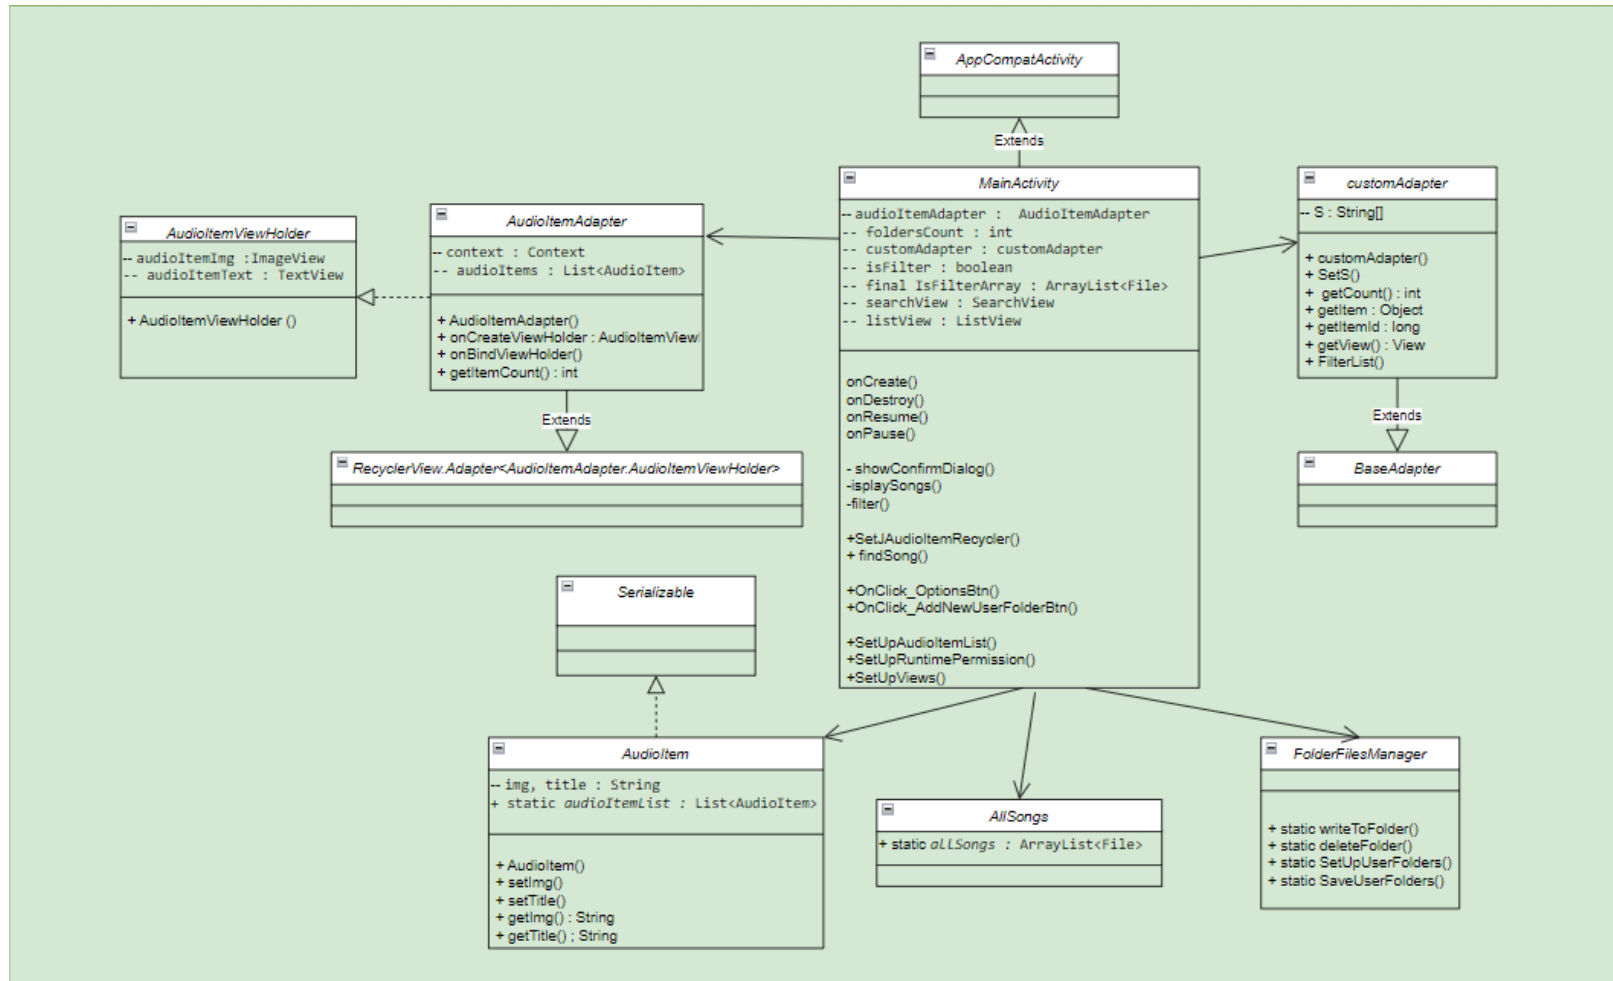 AppCompatActivity
Extends
MainActivity
-- audioItemAdapter : AudioItemAdapter
-- foldersCount : int
-- customAdapter : customAdapter
-- isFilter : boolean
-- final IsFilterArray : ArrayList<File>
-- searchView : SearchView
-- listView : ListView
onCreate()
onDestroy()
onResume()
onPause()
- showConfirmDialog()
-isplaySongs()
-filter()
+SetJAudioItemRecycler()
+ findSong()
+OnClick_OptionsBtn()
+OnClick_AddNewUserFolderBtn()
+SetUpAudioItemList()
+SetUpRuntimePermission()
+SetUpViews()
customAdapter
-- S : String[]
+ customAdapter()
+ SetS()
+ getCount() : int
+ getItem : Object
+ getItemId : long
+ getView() : View
+ FilterList()
Extends
BaseAdapter
AudioItemViewHolder
-- audioItemImg :ImageView
-- audioItemText : TextView
+ AudioItemViewHolder ()
AudioItemAdapter
-- context : Context
-- audioItems : List<AudioItem>
+ AudioItemAdapter()
+ onCreateViewHolder : AudioItemView
+ onBindViewHolder()
+ getItemCount() : int
Extends
RecyclerView.Adapter<AudioItemAdapter.AudioItemViewHolder>
Serializable
AudioItem
-- img, title : String
+ static audioItemList : List<AudioItem>
+ AudioItem()
+ setImg()
+ setTitle()
+ getImg() : String
+ getTitle() ; String
AllSongs
+ static allSongs : ArrayList<File>
FolderFilesManager
+ static writeToFolder()
+ static deleteFolder()
+ static SetUpUserFolders()
+ static SaveUserFolders()